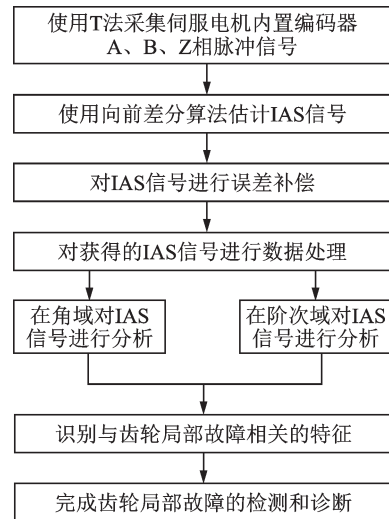 使用T法采集伺服电机内置编码器
A、B、Z相脉冲信号
使用向前差分算法估计IAS信号
对IAS信号进行误差补偿
对获得的IAS信号进行数据处理
在角域对IAS
信号进行分析
在阶次域对IAS
信号进行分析
识别与齿轮局部故障相关的特征
完成齿轮局部故障的检测和诊断